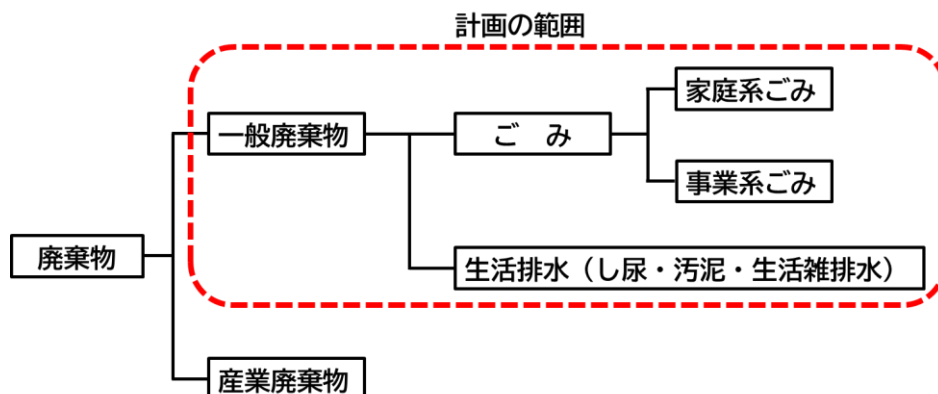 計画の範囲
家庭系ごみ
一般廃棄物
ご み
事業系ごみ
廃棄物
生活排水（し尿・汚泥・生活雑排水）
産業廃棄物